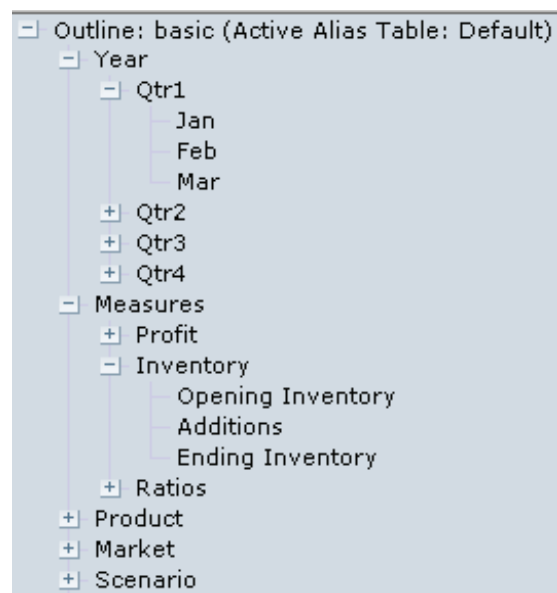 Outline: basic (Active Alias Table: Default)
Year
Qtr1
Jan
Feb
Mar
Qtr2
Qtr3
Qtr4
Measures
Profit
Inventory
Opening Inventory
Additions
Ending Inventory
Ratios
Product
Market
Scenario